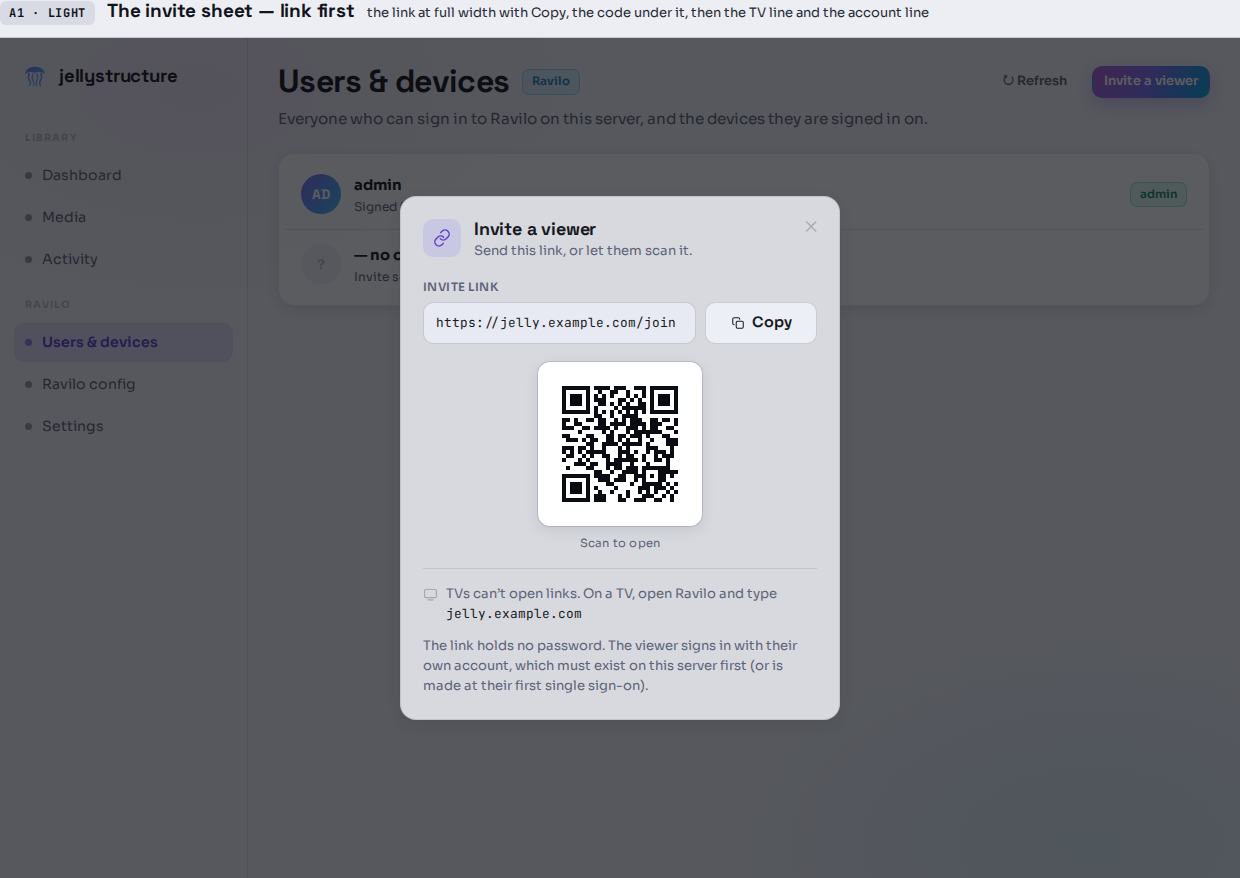 A1 · LIGHT The invite sheet — link first the link at full width with Copy, the code under it, then the TV line and the account line
jellystructure
LIBRARY
Dashboard
Media
Activity
RAVILO
Users & devices
Ravilo config
Settings
Users & devices Ravilo
↻ Refresh
Invite a viewer
Everyone who can sign in to Ravilo on this server, and the devices they are signed in on.
AD
admin
Signed
admin
?
— no
Invite
Invite a viewer
Send this link, or let them scan it.
INVITE LINK
https://jelly.example.com/join
Copy
Scan to open
TVs can’t open links. On a TV, open Ravilo and type
jelly.example.com
The link holds no password. The viewer signs in with their
own account, which must exist on this server first (or is
made at their first single sign-on).